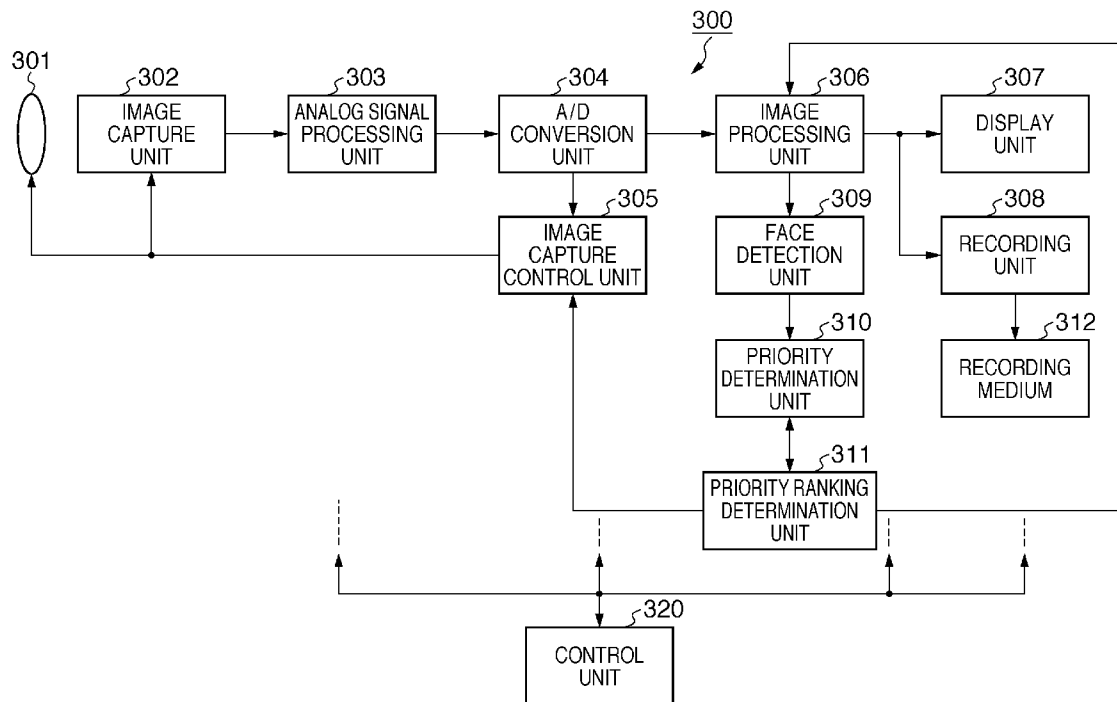 300
301
302
IMAGE
CAPTURE
UNIT
303
ANALOG SIGNAL
PROCESSING
UNIT
304
A/D
CONVERSION
UNIT
306
IMAGE
PROCESSING
UNIT
307
DISPLAY
UNIT
305
IMAGE
CAPTURE
CONTROL UNIT
309
FACE
DETECTION
UNIT
308
RECORDING
UNIT
310
PRIORITY
DETERMINATION
UNIT
312
RECORDING
MEDIUM
311
PRIORITY RANKING
DETERMINATION
UNIT
320
CONTROL
UNIT